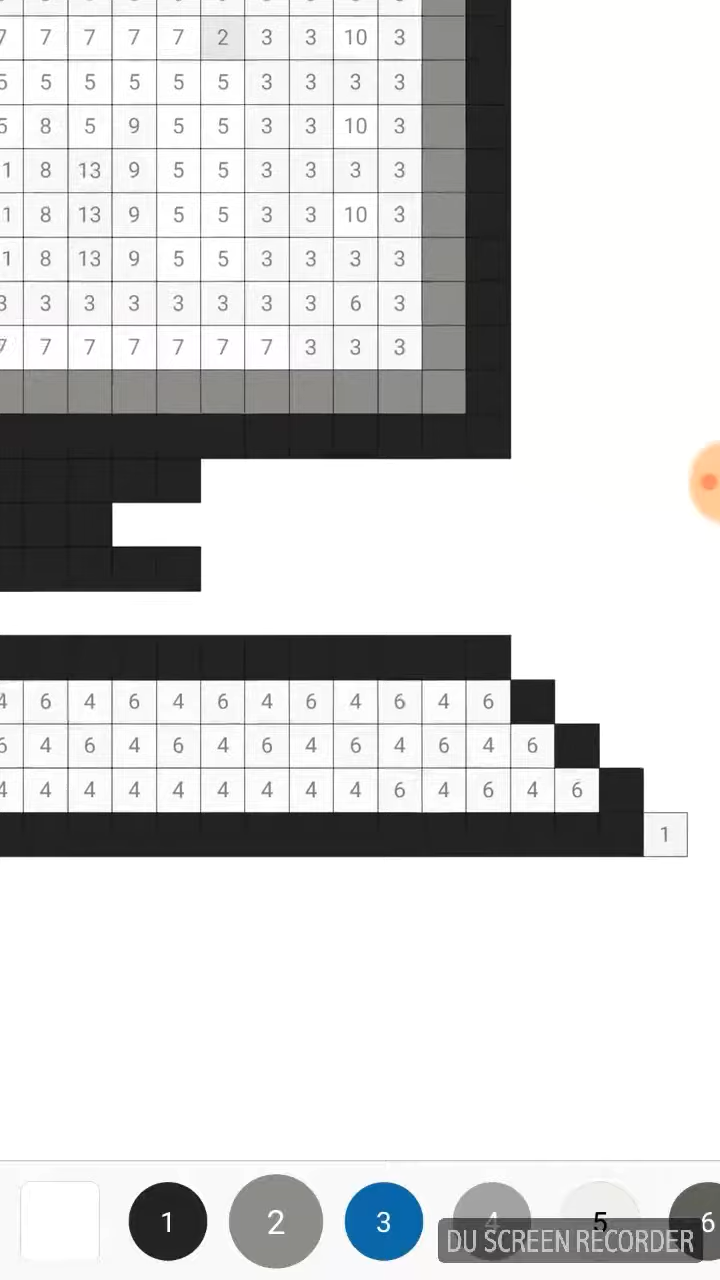 7 7 7 7 7 2 3 3 10 3
5 5 5 5 5 5 3 3 3 3
5 8 5 9 5 5 3 3 10 3
1 8 13 9 5 5 3 3 3 3
1 8 13 9 5 5 3 3 10 3
1 8 13 9 5 5 3 3 3 3
3 3 3 3 3 3 3 3 6 3
7 7 7 7 7 7 7 3 3 3
4 6 4 6 4 6 4 6 4 6 4 6
6 4 6 4 6 4 6 4 6 4 6 4 6
4 4 4 4 4 4 4 4 4 6 4 6 4 6
1
1 2 3 4 5 6
DU SCREEN RECORDER